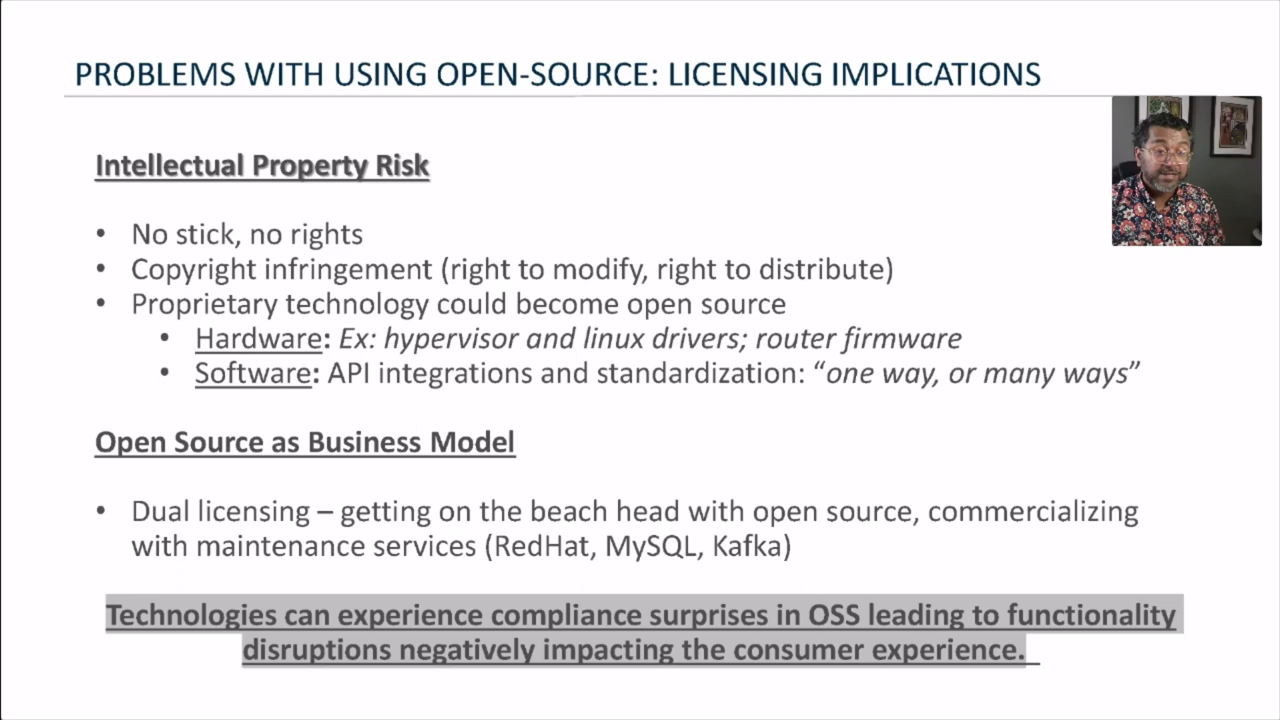 PROBLEMS WITH USING OPEN-SOURCE: LICENSING IMPLICATIONS
Intellectual Property Risk
• No stick, no rights
• Copyright infringement (right to modify, right to distribute)
• Proprietary technology could become open source
• Hardware: Ex: hypervisor and linux drivers; router firmware
• Software: API integrations and standardization: “one way, or many ways”
Open Source as Business Model
• Dual licensing – getting on the beach head with open source, commercializing
with maintenance services (RedHat, MySQL, Kafka)
Technologies can experience compliance surprises in OSS leading to functionality
disruptions negatively impacting the consumer experience.